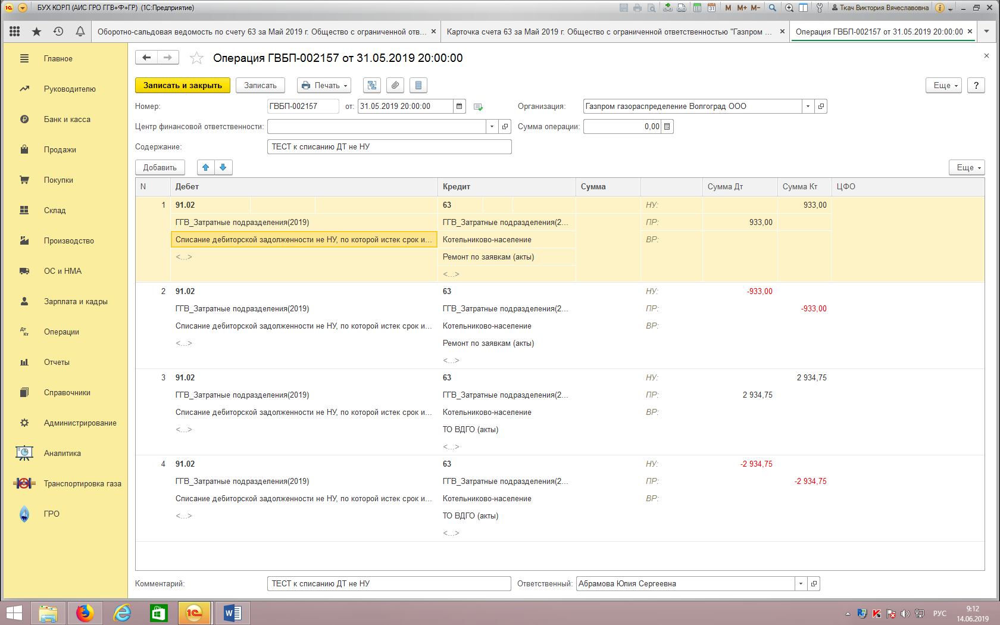 БУХ КОРП (АИС ГРО ГГВ+Ф+ГР) (1С:Предприятие)
М М+ М-
Ткач Виктория Вячеславовна
Оборотно-сальдовая ведомость по счету 63 за Май 2019 г. Общество с ограниченной отв...
Карточка счета 63 за Май 2019 г. Общество с ограниченной ответственностью "Газпром ...
Операция ГВБП-002157 от 31.05.2019 20:00:00
Главное
Руководителю
Банк и касса
Продажи
Покупки
Склад
Производство
ОС и НМА
Зарплата и кадры
Операции
Отчеты
Справочники
Администрирование
Аналитика
Транспортировка газа
ГРО
Операция ГВБП-002157 от 31.05.2019 20:00:00
Записать и закрыть Записать Печать Еще ?
Номер: ГВБП-002157 от: 31.05.2019 20:00:00 Организация: Газпром газораспределение Волгоград ООО
Центр финансовой ответственности: Сумма операции: 0,00
Содержание: ТЕСТ к списанию ДТ не НУ
Добавить Еще
N Дебет Кредит Сумма Сумма Дт Сумма Кт ЦФО
1 91.02 63 НУ: 933,00
ГГВ_Затратные подразделения(2019) ГГВ_Затратные подразделения(2... ПР: 933,00
Списание дебиторской задолженности не НУ, по которой истек срок и... Котельниково-население ВР:
<...> Ремонт по заявкам (акты)
<...>
2 91.02 63 НУ: -933,00
ГГВ_Затратные подразделения(2019) ГГВ_Затратные подразделения(2... ПР: -933,00
Списание дебиторской задолженности не НУ, по которой истек срок и... Котельниково-население ВР:
<...> Ремонт по заявкам (акты)
<...>
3 91.02 63 НУ: 2 934,75
ГГВ_Затратные подразделения(2019) ГГВ_Затратные подразделения(2... ПР: 2 934,75
Списание дебиторской задолженности не НУ, по которой истек срок и... Котельниково-население ВР:
<...> ТО ВДГО (акты)
<...>
4 91.02 63 НУ: -2 934,75
ГГВ_Затратные подразделения(2019) ГГВ_Затратные подразделения(2... ПР: -2 934,75
Списание дебиторской задолженности не НУ, по которой истек срок и... Котельниково-население ВР:
<...> ТО ВДГО (акты)
<...>
Комментарий: ТЕСТ к списанию ДТ не НУ Ответственный: Абрамова Юлия Сергеевна
РУС
9:12
14.06.2019